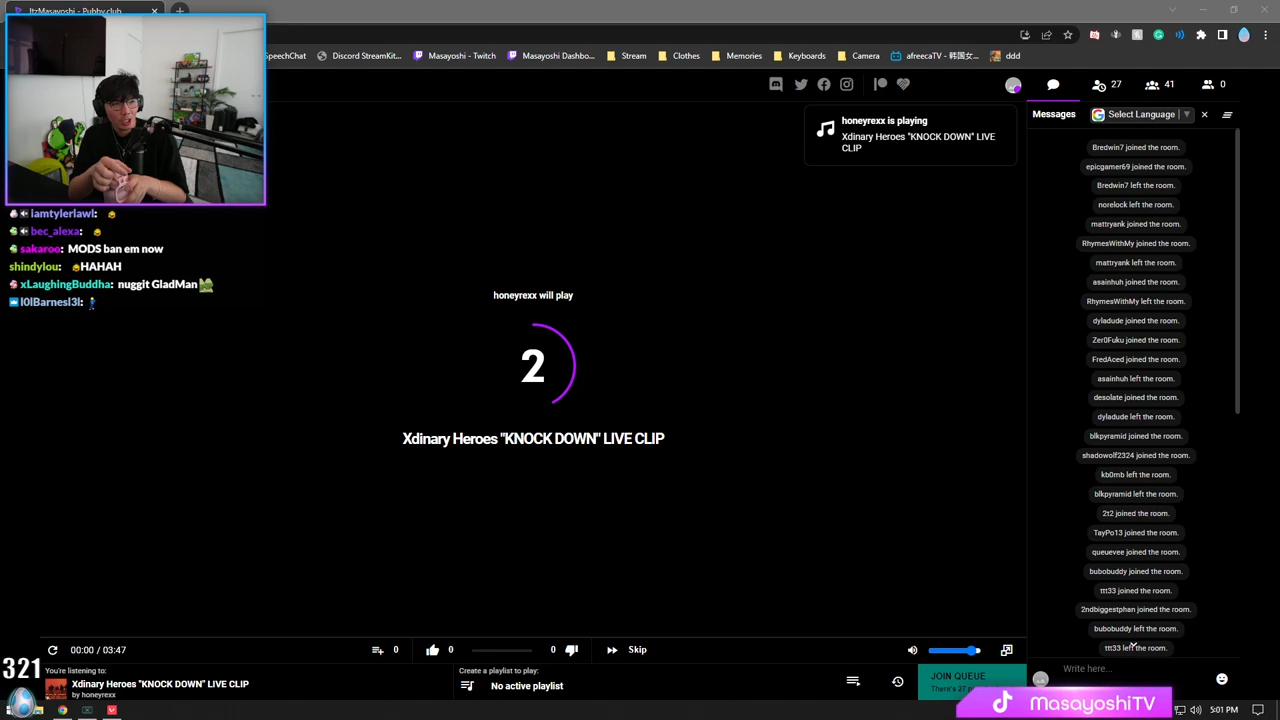 ItzMasayoshi - Pubby.club
SpeechChat
Discord StreamKit...
Masayoshi - Twitch
Masayoshi Dashbo...
Stream
Clothes
Memories
Keyboards
Camera
afreecaTV - 韩国女...
ddd
27
41
0
honeyrexx is playing
Xdinary Heroes "KNOCK DOWN" LIVE
CLIP
Messages
Select Language
iamtylerlawl:
bec_alexa:
sakaroo: MODS ban em now
shindylou: HAHAH
xLaughingBuddha: nuggit GladMan
l0lBarnesl3l:
honeyrexx will play
2
Xdinary Heroes "KNOCK DOWN" LIVE CLIP
Bredwin7 joined the room.
epicgamer69 joined the room.
Bredwin7 left the room.
norelock left the room.
mattryank joined the room.
RhymesWithMy joined the room.
mattryank left the room.
asainhuh joined the room.
RhymesWithMy left the room.
dyladude joined the room.
Zer0Fuku joined the room.
FredAced joined the room.
asainhuh left the room.
desolate joined the room.
dyladude left the room.
blkpyramid joined the room.
shadowolf2324 joined the room.
kb0mb left the room.
blkpyramid left the room.
2t2 joined the room.
TayPo13 joined the room.
queuevee joined the room.
bubobuddy joined the room.
ttt33 joined the room.
2ndbiggestphan joined the room.
bubobuddy left the room.
ttt33 left the room.
00:00 / 03:47
0
0
0
Skip
321
You're listening to:
Xdinary Heroes "KNOCK DOWN" LIVE CLIP
by honeyrexx
Create a playlist to play:
No active playlist
JOIN QUEUE
There's 27 p
Write here...
masayoshiTV
5:01 PM